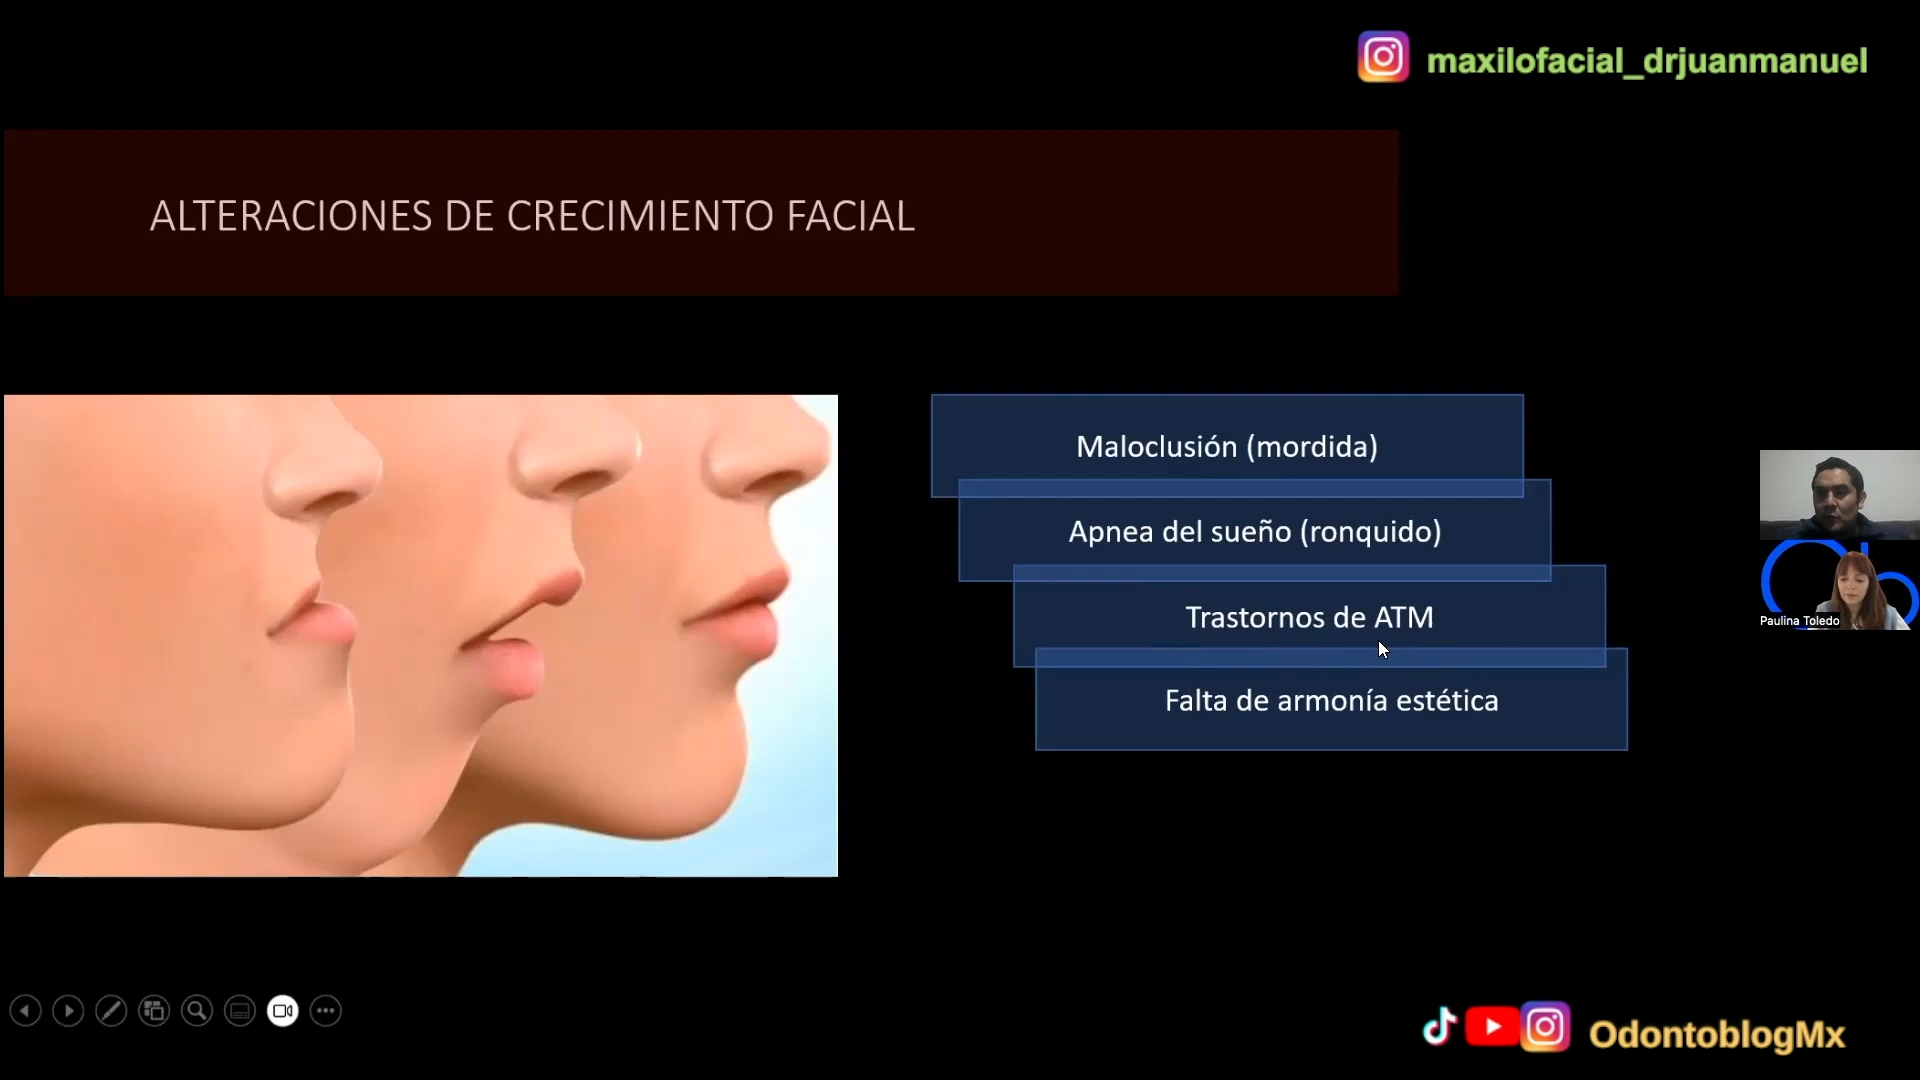 maxilofacial_drjuanmanuel
ALTERACIONES DE CRECIMIENTO FACIAL
Maloclusión (mordida)
Apnea del sueño (ronquido)
Trastornos de ATM
Falta de armonía estética
Paulina Toledo
OdontoblogMx